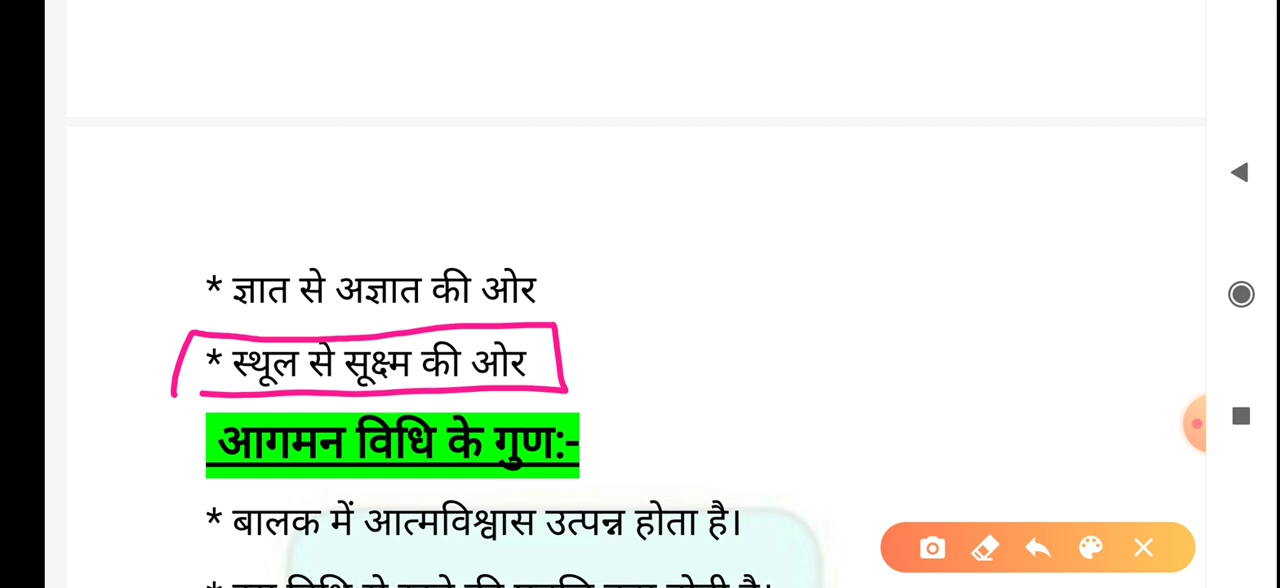 * ज्ञात से अज्ञात की ओर
* स्थूल से सूक्ष्म की ओर
आगमन विधि के गुण:-
* बालक में आत्मविश्वास उत्पन्न होता है।